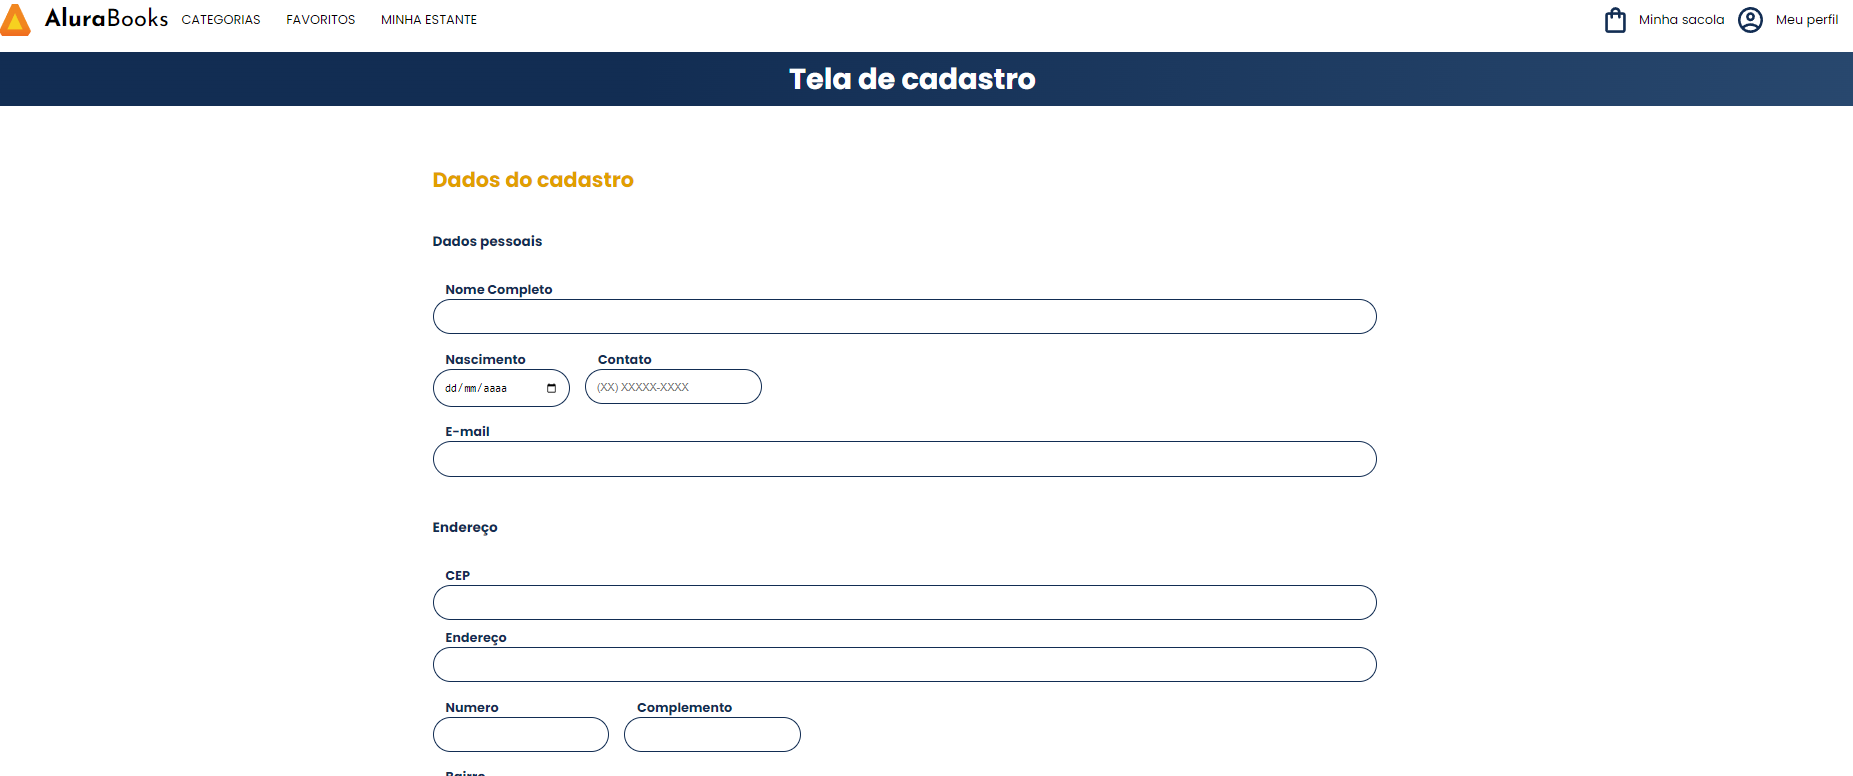 AluraBooks CATEGORIAS FAVORITOS MINHA ESTANTE Minha sacola Meu perfil
Tela de cadastro
Dados do cadastro
Dados pessoais
Nome Completo
Nascimento Contato
dd/mm/aaaa (XX) XXXXX-XXXX
E-mail
Endereço
CEP
Endereço
Numero Complemento
Bairro